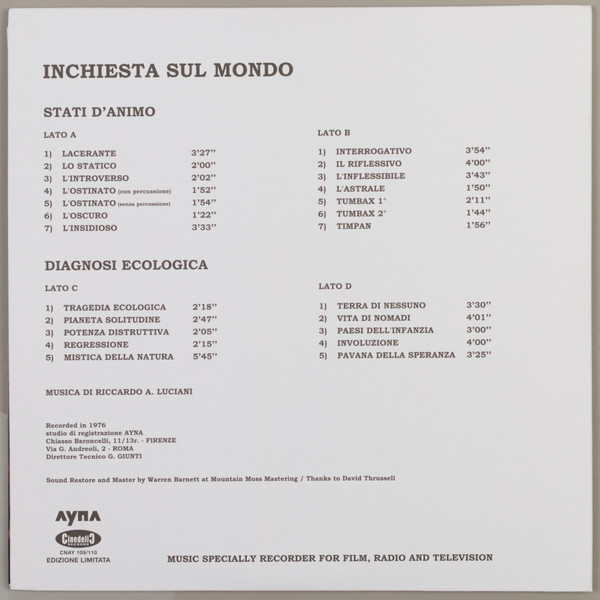 INCHIESTA SUL MONDO
STATI D'ANIMO
LATO A
1) LACERANTE 3'27"
2) LO STATICO 2'00"
3) L'INTROVERSO 2'02"
4) L'OSTINATO (con percussione) 1'52"
5) L'OSTINATO (senza percussione) 1'54"
6) L'OSCURO 1'22"
7) L'INSIDIOSO 3'33"
LATO B
1) INTERROGATIVO 3'54"
2) IL RIFLESSIVO 4'00"
3) L'INFLESSIBILE 3'43"
4) L'ASTRALE 1'50"
5) TUMBAX 1° 2'11"
6) TUMBAX 2° 1'44"
7) TIMPAN 1'56"
DIAGNOSI ECOLOGICA
LATO C
1) TRAGEDIA ECOLOGICA 2'18"
2) PIANETA SOLITUDINE 2'47"
3) POTENZA DISTRUTTIVA 2'05"
4) REGRESSIONE 2'15"
5) MISTICA DELLA NATURA 5'45"
LATO D
1) TERRA DI NESSUNO 3'30"
2) VITA DI NOMADI 4'01"
3) PAESI DELL'INFANZIA 3'00"
4) INVOLUZIONE 4'00"
5) PAVANA DELLA SPERANZA 3'25"
MUSICA DI RICCARDO A. LUCIANI
Recorded in 1976
studio di registrazione AYNA
Chiasso Baroncelli, 11/13r. - FIRENZE
Via G. Andreoli, 2 - ROMA
Direttore Tecnico G. GIUNTI
Sound Restore and Master by Warren Barnett at Mountain Moss Mastering / Thanks to David Thrussell
AYNA
Cinedelic
RECORDS
CNAY 109/110
EDIZIONE LIMITATA
MUSIC SPECIALLY RECORDER FOR FILM, RADIO AND TELEVISION